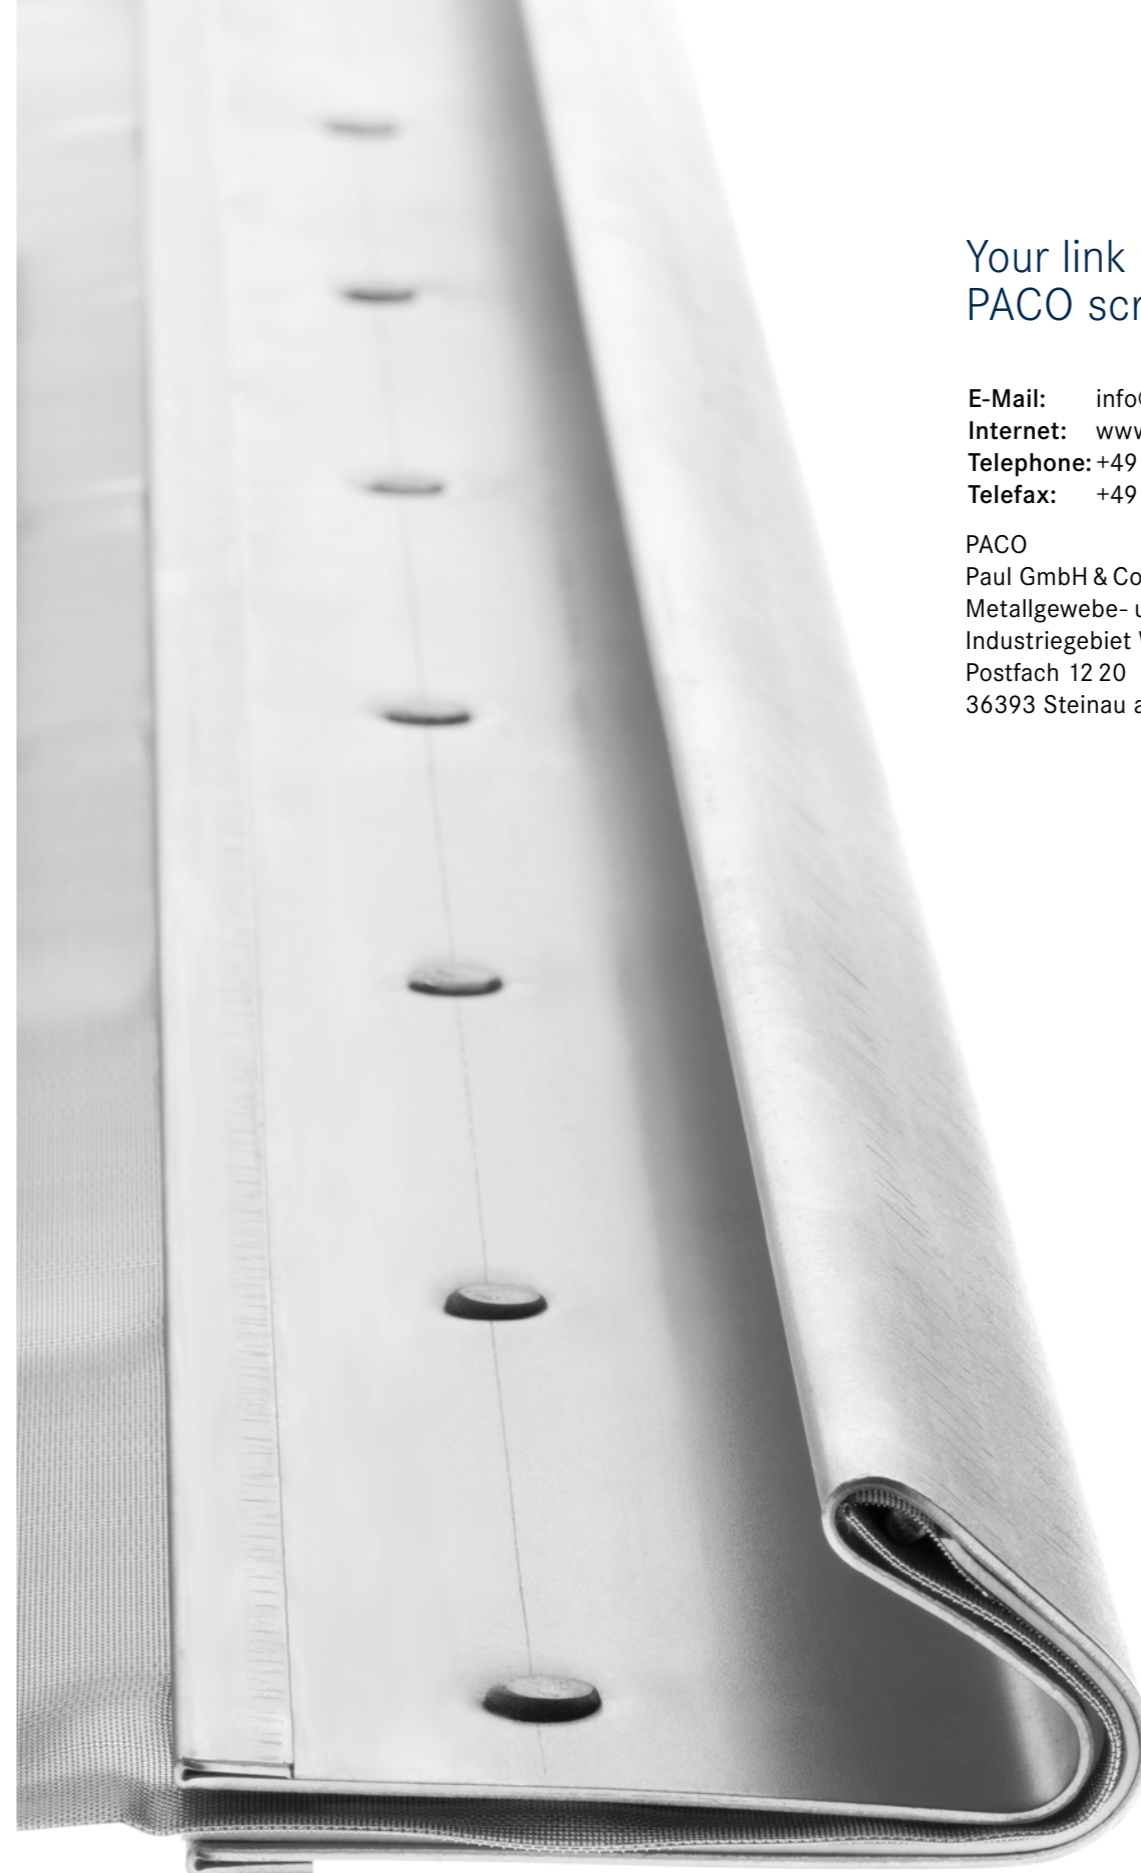 Your link
PACO scr
E-Mail: info@
Internet: www
Telephone: +49
Telefax: +49
PACO
Paul GmbH & Co
Metallgewebe- u
Industriegebiet
Postfach 12 20
36393 Steinau a